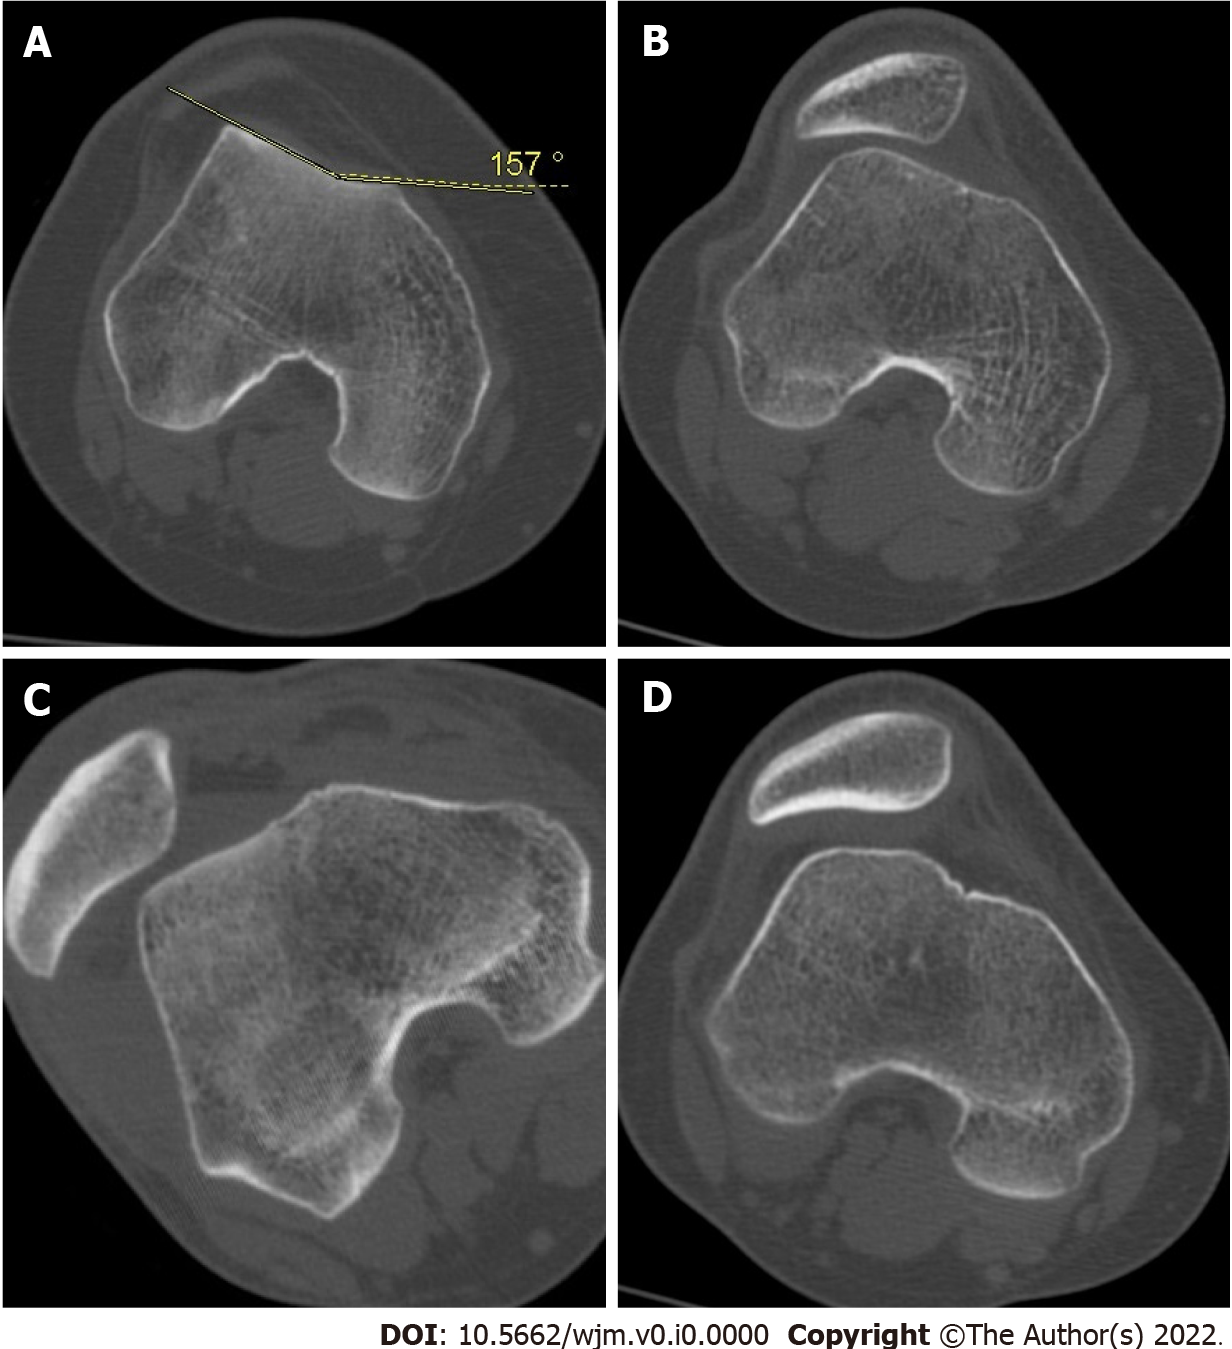 A
B
157 °
C
D
DOI: 10.5662/wjm.v0.i0.0000 Copyright ©The Author(s) 2022.